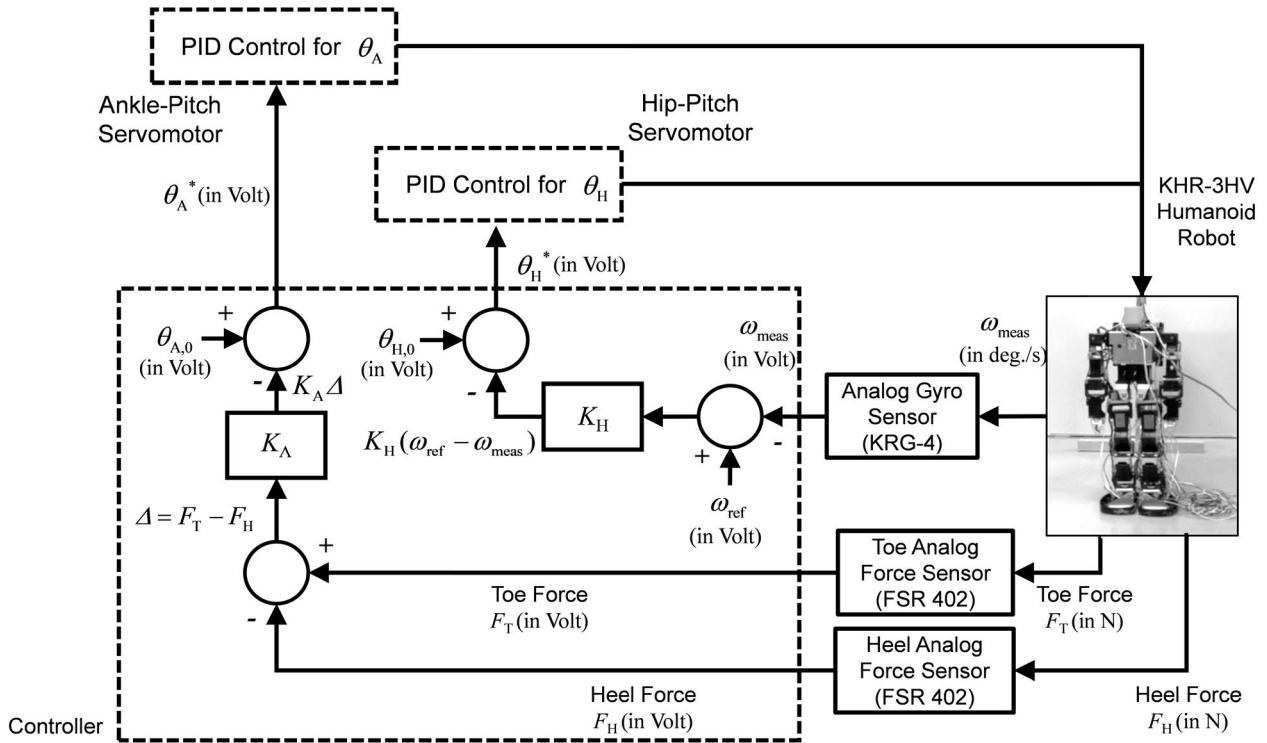 PID Control for θA
Ankle-Pitch
Servomotor
Hip-Pitch
Servomotor
PID Control for θH
KHR-3HV
Humanoid
Robot
θA* (in Volt)
θH* (in Volt)
+
θA,0
(in Volt)
-
KAΔ
+
θH,0
(in Volt)
-
ωmeas
(in Volt)
ωmeas
(in deg./s)
KA
KH
KH(ωref − ωmeas)
+
-
Analog Gyro
Sensor
(KRG-4)
ωref
(in Volt)
Δ = FT − FH
+
-
Toe Analog
Force Sensor
(FSR 402)
Toe Force
FT (in Volt)
Toe Force
FT (in N)
Heel Analog
Force Sensor
(FSR 402)
Heel Force
FH (in Volt)
Heel Force
FH (in N)
Controller